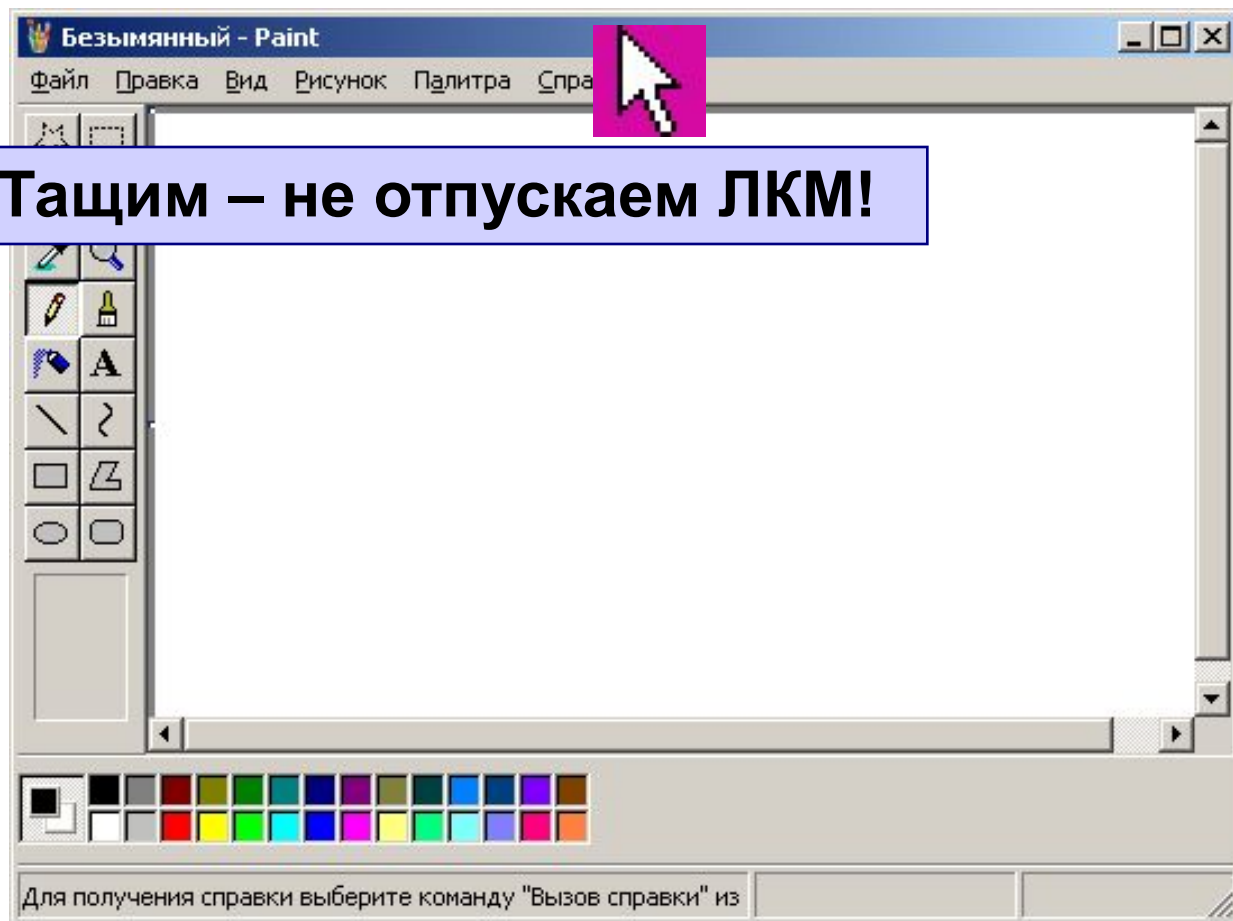 Безымянный - Paint
Файл Правка Вид Рисунок Палитра
Тащим – не отпускаем ЛКМ!
A
Для получения справки выберите команду "Вызов справки" из